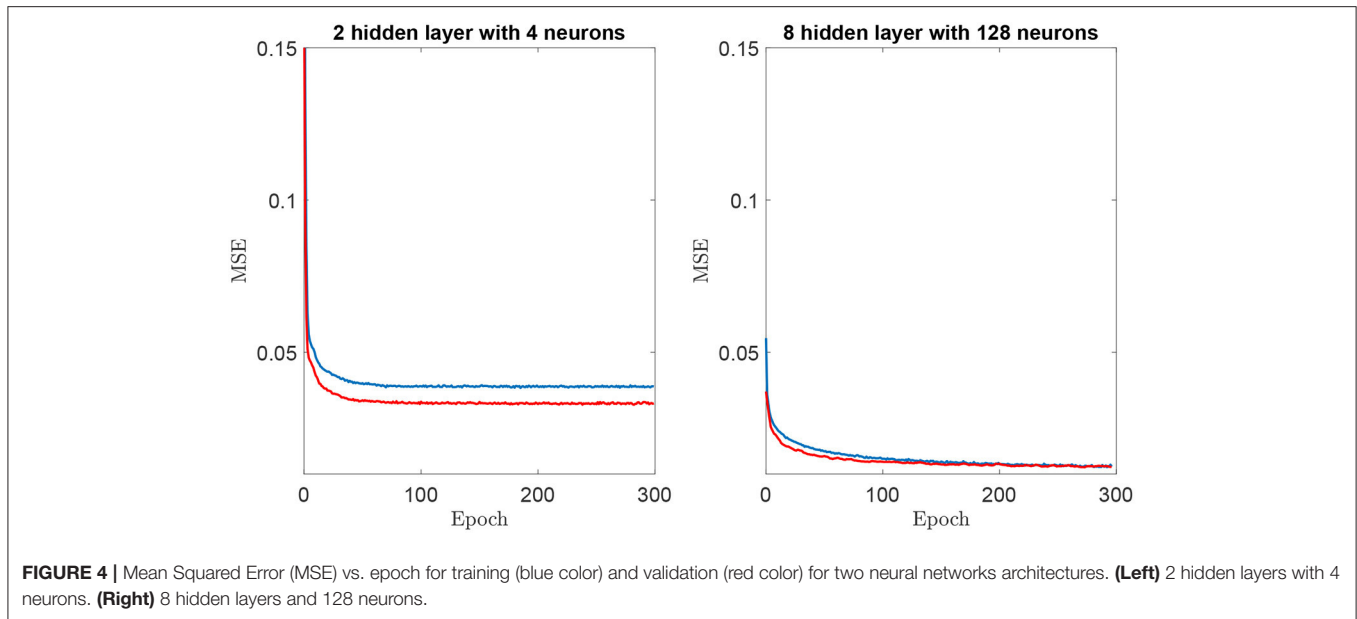 2 hidden layer with 4 neurons
0.15
0.1
0.05
MSE
0
100
200
300
Epoch
8 hidden layer with 128 neurons
0.15
0.1
0.05
MSE
0
100
200
300
Epoch
FIGURE 4 | Mean Squared Error (MSE) vs. epoch for training (blue color) and validation (red color) for two neural networks architectures. (Left) 2 hidden layers with 4
neurons. (Right) 8 hidden layers and 128 neurons.